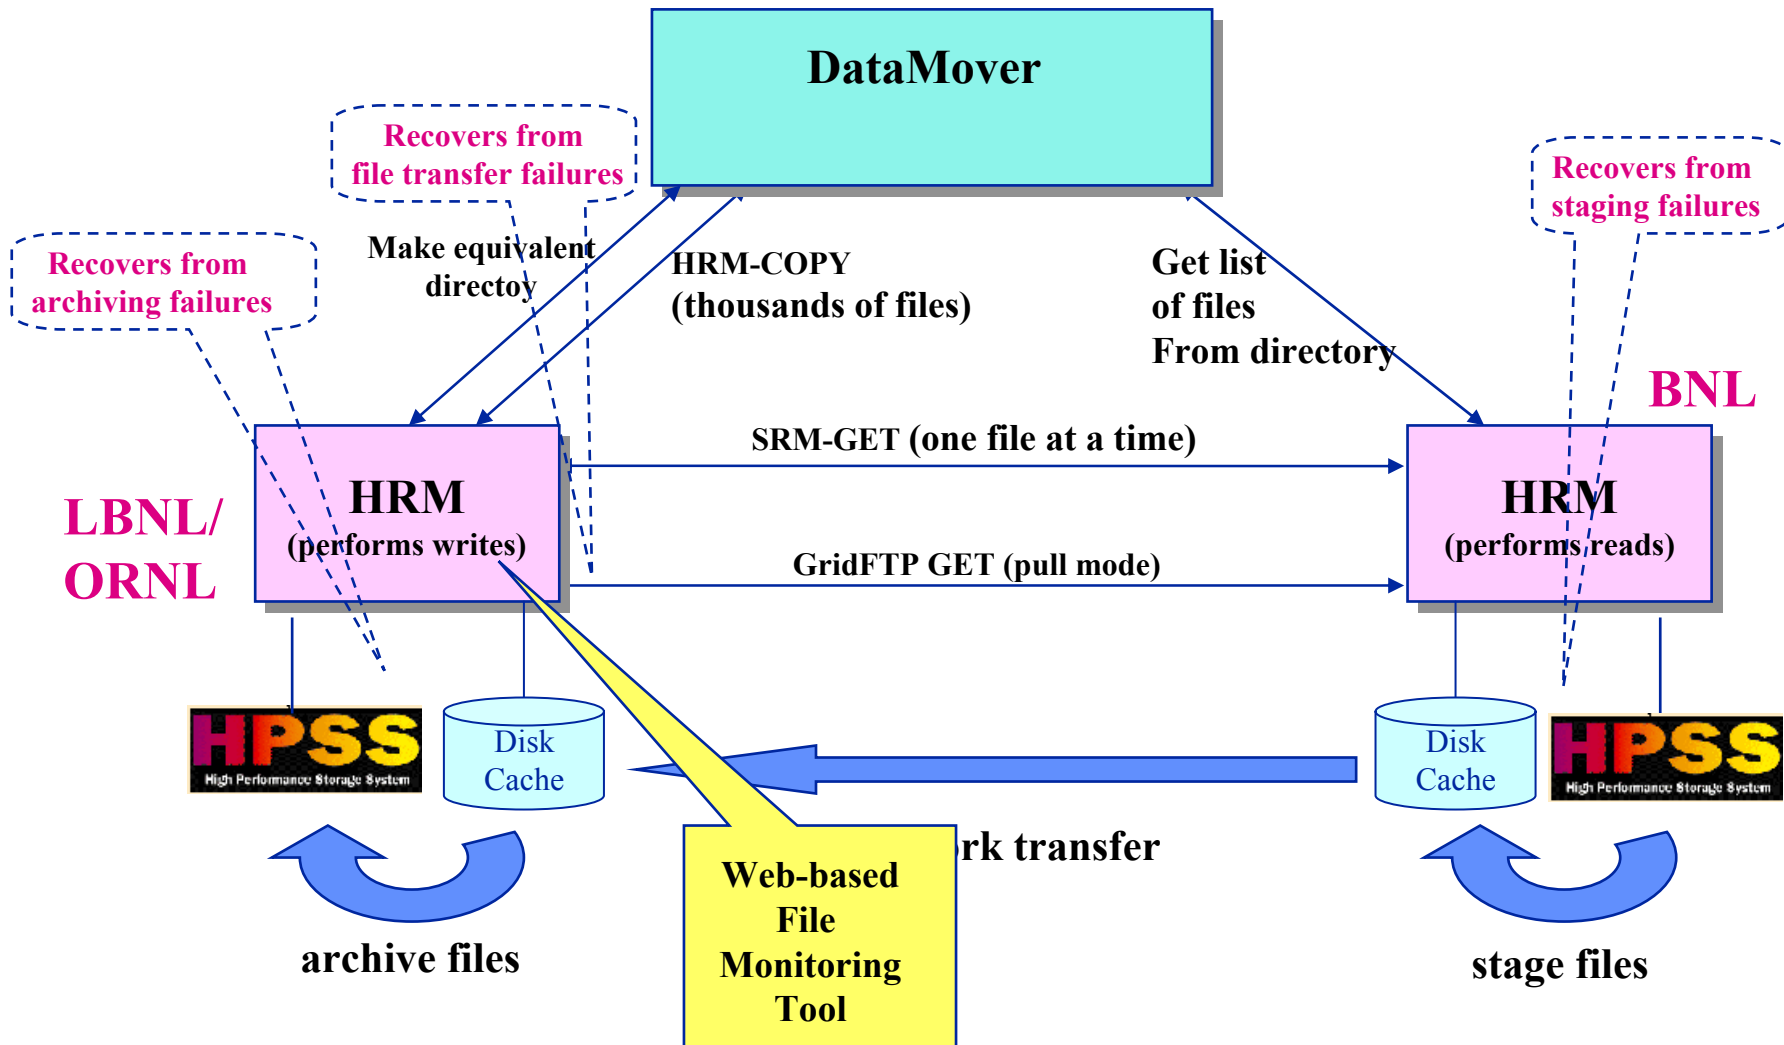 DataMover
Recovers from
file transfer failures
Recovers from
staging failures
Recovers from
archiving failures
Make equivalent
directoy
HRM-COPY
(thousands of files)
Get list
of files
From directory
BNL
SRM-GET (one file at a time)
HRM
(performs writes)
HRM
(performs reads)
LBNL/
ORNL
GridFTP GET (pull mode)
HPSS
High Performance Storage System
Disk
Cache
Disk
Cache
HPSS
High Performance Storage System
transfer
Web-based
File
Monitoring
Tool
archive files
stage files